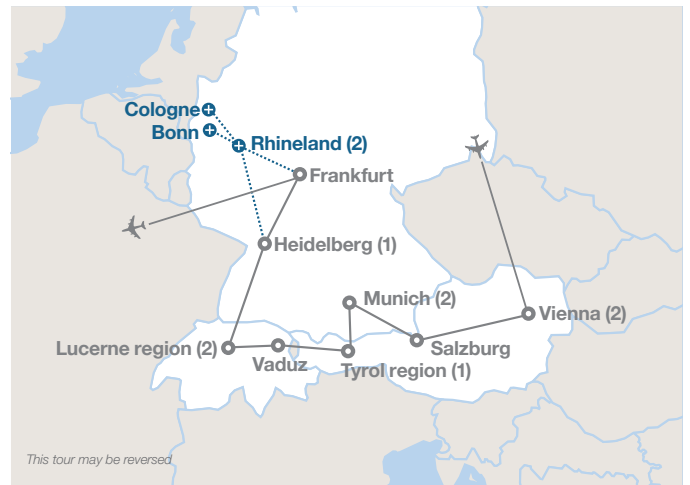 Cologne
Bonn
Rhineland (2)
Frankfurt
Heidelberg (1)
Munich (2)
Vienna (2)
Lucerne region (2)
Vaduz
Tyrol region (1)
Salzburg
This tour may be reversed